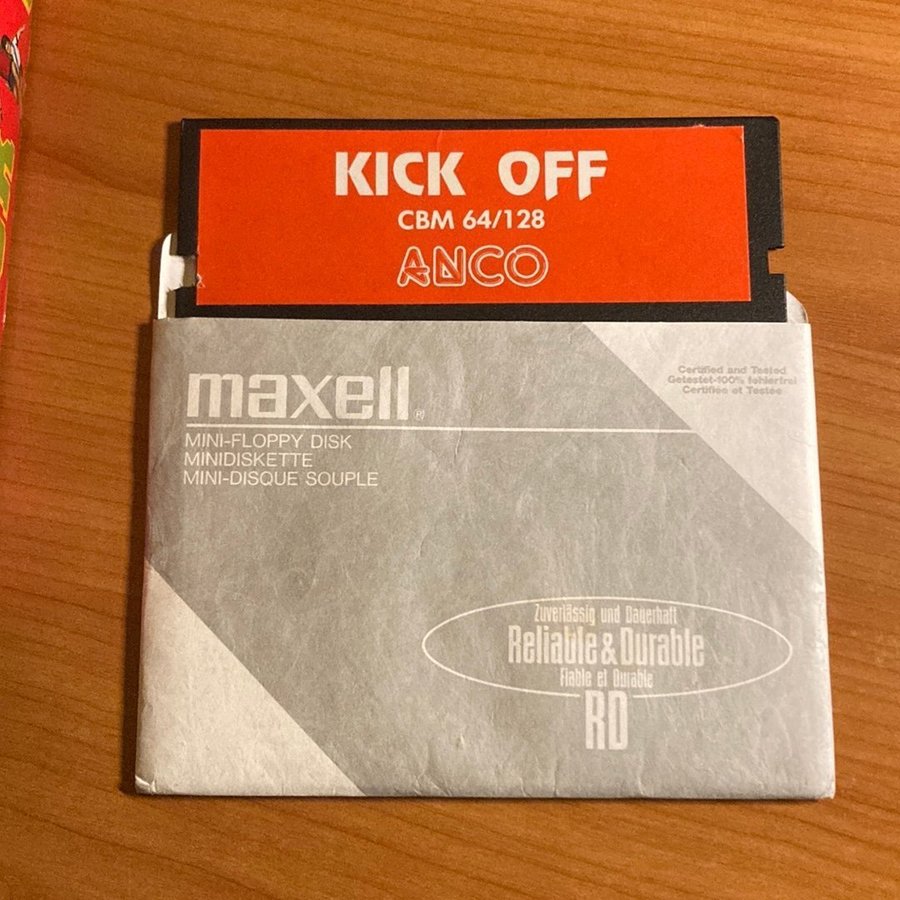 KICK OFF
CBM 64/128
ANCO
maxell®
MINI-FLOPPY DISK
MINIDISKETTE
MINI-DISQUE SOUPLE
Certified and Tested
Getestet-100% fehlerfrei
Certifiée et Testée
Zuverlässig und Dauerhaft
Reliable & Durable
Fiable et Durable
RD